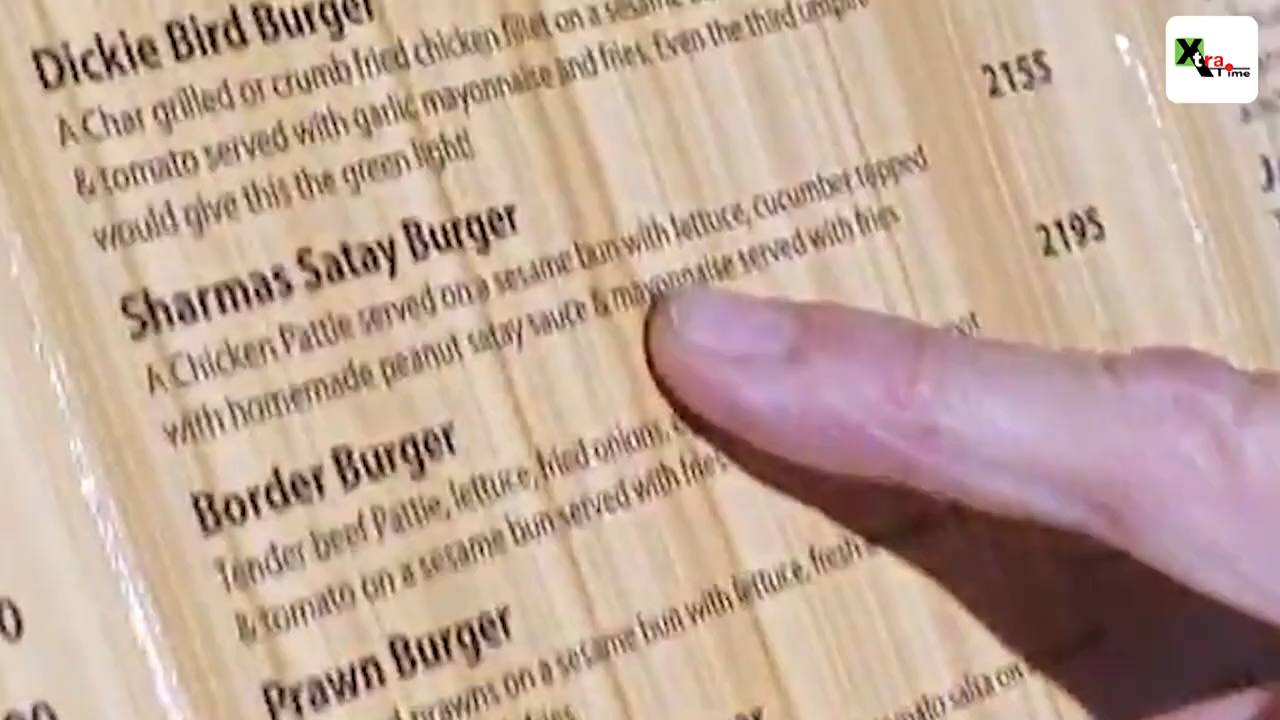 Dickie Bird Burger
A Char grilled or crumb fried chicken fillet on a sesame
& tomato served with garlic mayonnaise and fries. Even the third umpire
would give this the green light!
2155
Sharmas Satay Burger
A Chicken Pattie served on a sesame bun with lettuce, cucumber topped
with homemade peanut satay sauce & mayonnaise served with fries
2195
Border Burger
Tender beef Pattie, lettuce, fried onions,
& tomato on a sesame bun served with fries
Prawn Burger
prawns on a sesame bun with lettuce, fresh
salsa on
Xtra Time